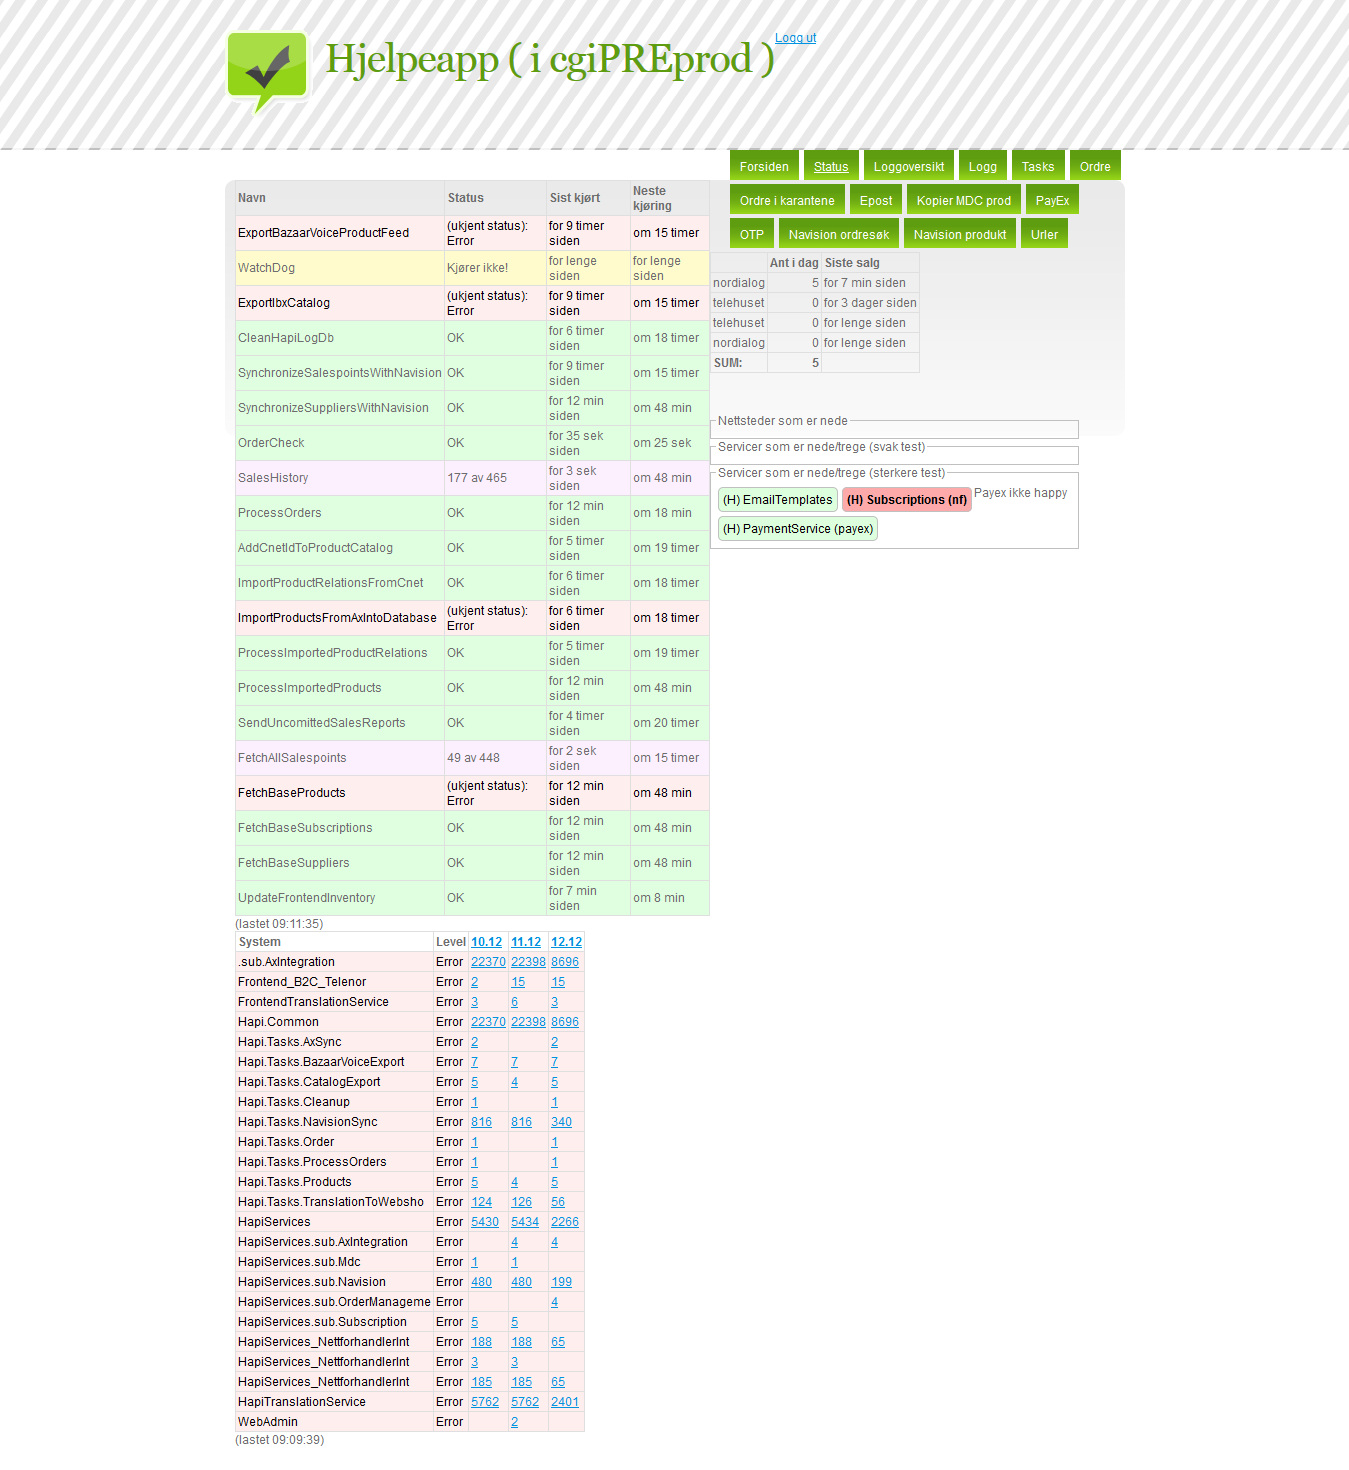 Hjelpeapp ( i cgiPREprod )
Logg ut
Forsiden Status Loggoversikt Logg Tasks Ordre
Ordre i karantene Epost Kopier MDC prod PayEx
OTP Navision ordresøk Navision produkt Urler
Navn Status Sist kjørt Neste kjøring
ExportBazaarVoiceProductFeed (ukjent status): Error for 9 timer siden om 15 timer
WatchDog Kjører ikke! for lenge siden for lenge siden
ExportIbxCatalog (ukjent status): Error for 9 timer siden om 15 timer
CleanHapiLogDb OK for 6 timer siden om 18 timer
SynchronizeSalespointsWithNavision OK for 9 timer siden om 15 timer
SynchronizeSuppliersWithNavision OK for 12 min siden om 48 min
OrderCheck OK for 35 sek siden om 25 sek
SalesHistory 177 av 465 for 3 sek siden om 48 min
ProcessOrders OK for 12 min siden om 18 min
AddCnetIdToProductCatalog OK for 5 timer siden om 19 timer
ImportProductRelationsFromCnet OK for 6 timer siden om 18 timer
ImportProductsFromAxIntoDatabase (ukjent status): Error for 6 timer siden om 18 timer
ProcessImportedProductRelations OK for 5 timer siden om 19 timer
ProcessImportedProducts OK for 12 min siden om 48 min
SendUncomittedSalesReports OK for 4 timer siden om 20 timer
FetchAllSalespoints 49 av 448 for 2 sek siden om 15 timer
FetchBaseProducts (ukjent status): Error for 12 min siden om 48 min
FetchBaseSubscriptions OK for 12 min siden om 48 min
FetchBaseSuppliers OK for 12 min siden om 48 min
UpdateFrontendInventory OK for 7 min siden om 8 min
(lastet 09:11:35)
Ant i dag Siste salg
nordialog 5 for 7 min siden
telehuset 0 for 3 dager siden
telehuset 0 for lenge siden
nordialog 0 for lenge siden
SUM: 5
Nettsteder som er nede
Servicer som er nede/trege (svak test)
Servicer som er nede/trege (sterkere test)
(H) EmailTemplates (H) Subscriptions (nf) Payex ikke happy
(H) PaymentService (payex)
System Level 10.12 11.12 12.12
.sub.AxIntegration Error 22370 22398 8696
Frontend_B2C_Telenor Error 2 15 15
FrontendTranslationService Error 3 6 3
Hapi.Common Error 22370 22398 8696
Hapi.Tasks.AxSync Error 2 2
Hapi.Tasks.BazaarVoiceExport Error 7 7 7
Hapi.Tasks.CatalogExport Error 5 4 5
Hapi.Tasks.Cleanup Error 1 1
Hapi.Tasks.NavisionSync Error 816 816 340
Hapi.Tasks.Order Error 1 1
Hapi.Tasks.ProcessOrders Error 1 1
Hapi.Tasks.Products Error 5 4 5
Hapi.Tasks.TranslationToWebsho Error 124 126 56
HapiServices Error 5430 5434 2266
HapiServices.sub.AxIntegration Error 4 4
HapiServices.sub.Mdc Error 1 1
HapiServices.sub.Navision Error 480 480 199
HapiServices.sub.OrderManageme Error 4
HapiServices.sub.Subscription Error 5 5
HapiServices_NettforhandlerInt Error 188 188 65
HapiServices_NettforhandlerInt Error 3 3
HapiServices_NettforhandlerInt Error 185 185 65
HapiTranslationService Error 5762 5762 2401
WebAdmin Error 2
(lastet 09:09:39)